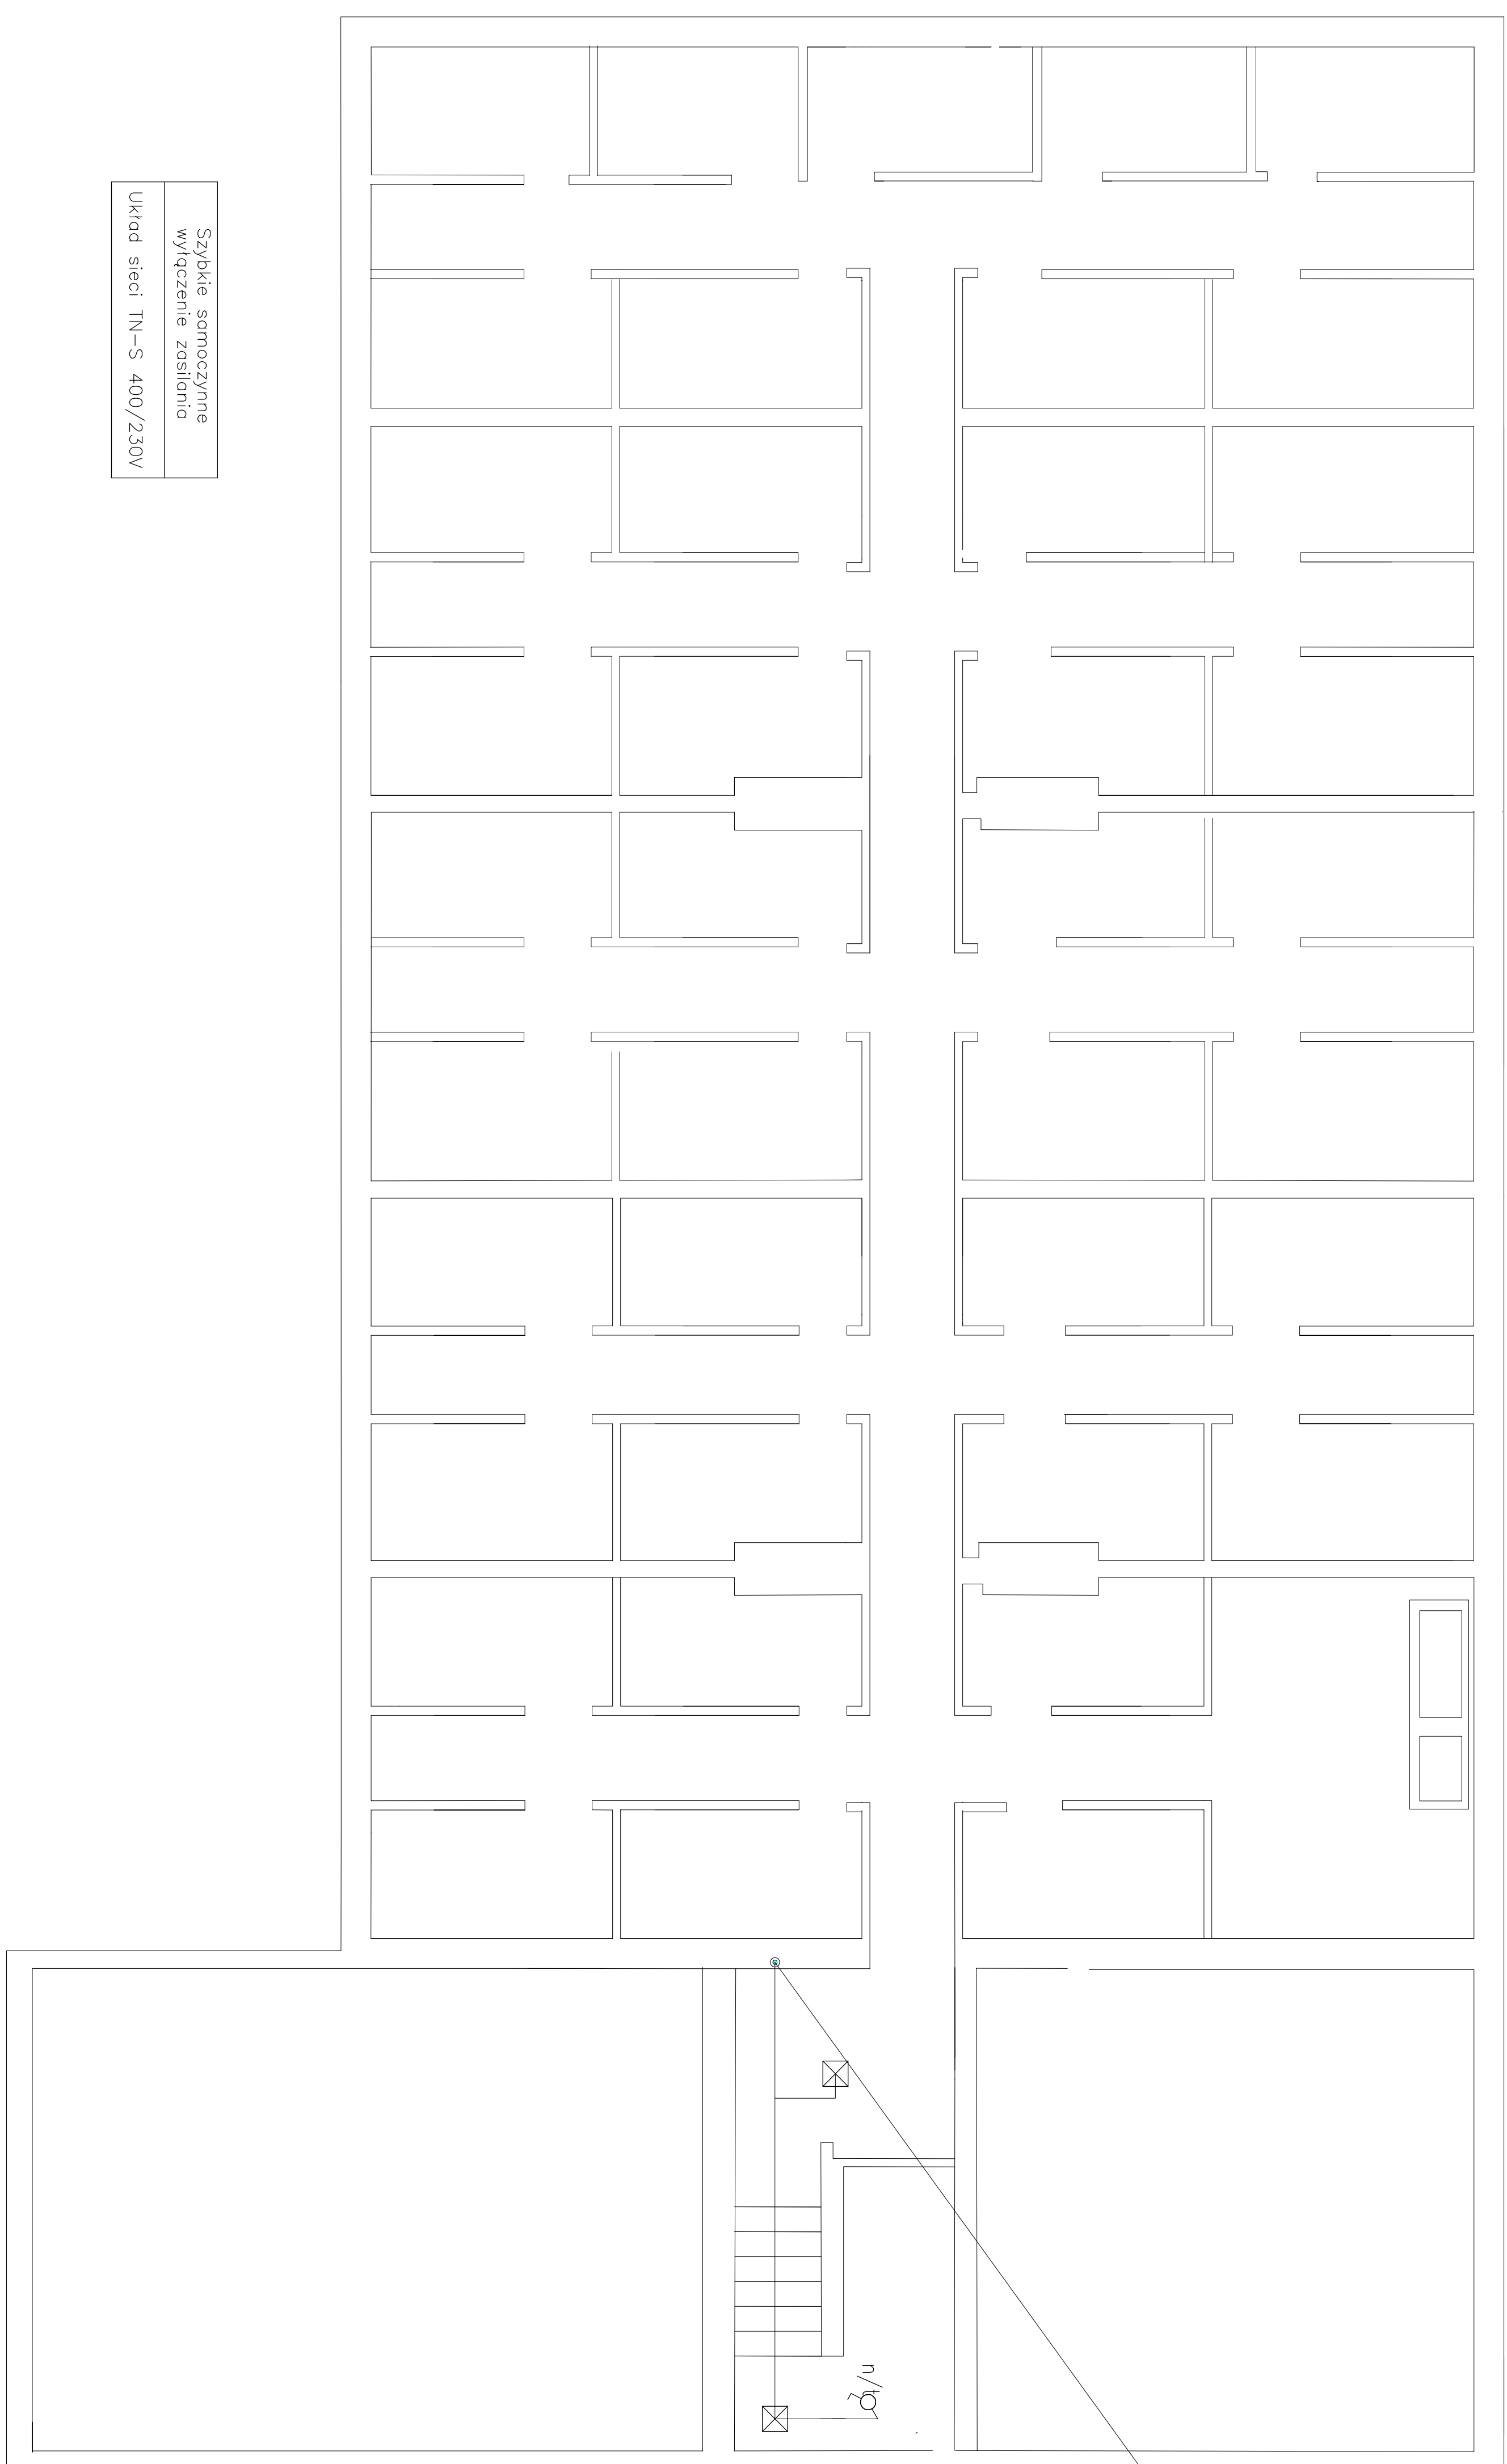 Szybkie samoczynne
wyłączenie zasilania
Układ sieci TN-S 400/230V
n/t